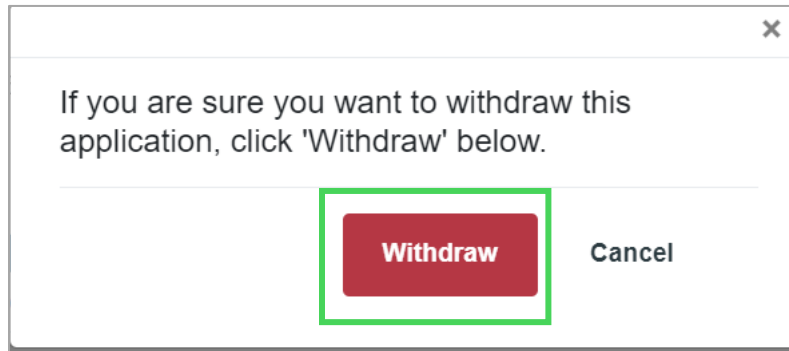 ×
If you are sure you want to withdraw this
application, click 'Withdraw' below.
Withdraw Cancel